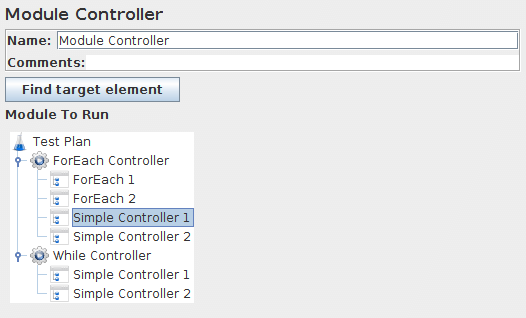 Module Controller
Name: Module Controller
Comments:
Find target element
Module To Run
Test Plan
ForEach Controller
ForEach 1
ForEach 2
Simple Controller 1
Simple Controller 2
While Controller
Simple Controller 1
Simple Controller 2